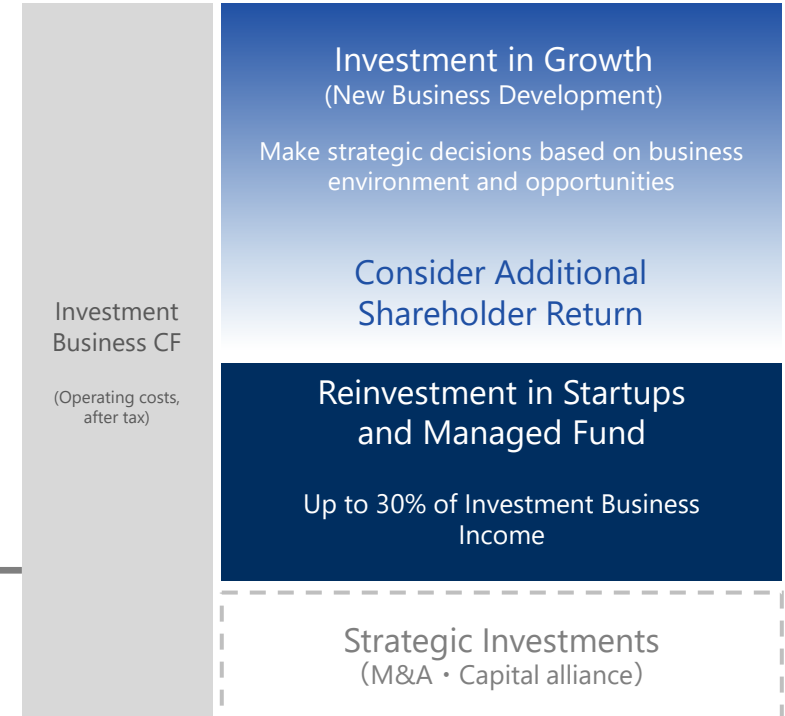 Investment
Business CF
(Operating costs,
after tax)
Investment in Growth
(New Business Development)
Make strategic decisions based on business
environment and opportunities
Consider Additional
Shareholder Return
Reinvestment in Startups
and Managed Fund
Up to 30% of Investment Business
Income
Strategic Investments
（M&A・Capital alliance）